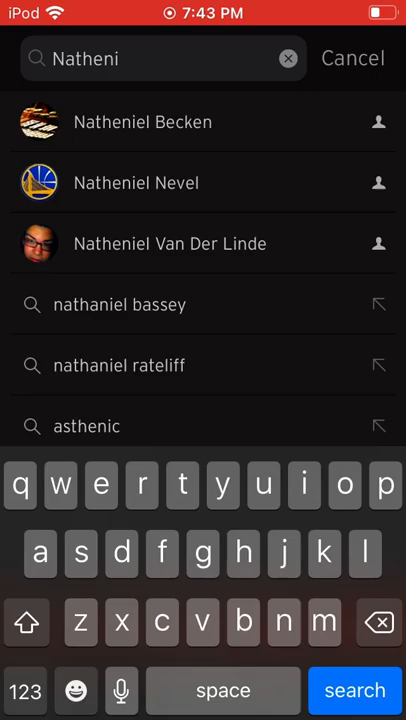 iPod 7:43 PM
Natheni Cancel
Natheniel Becken
Natheniel Nevel
Natheniel Van Der Linde
nathaniel bassey
nathaniel rateliff
asthenic
q w e r t y u i o p
a s d f g h j k l
z x c v b n m
123 space search